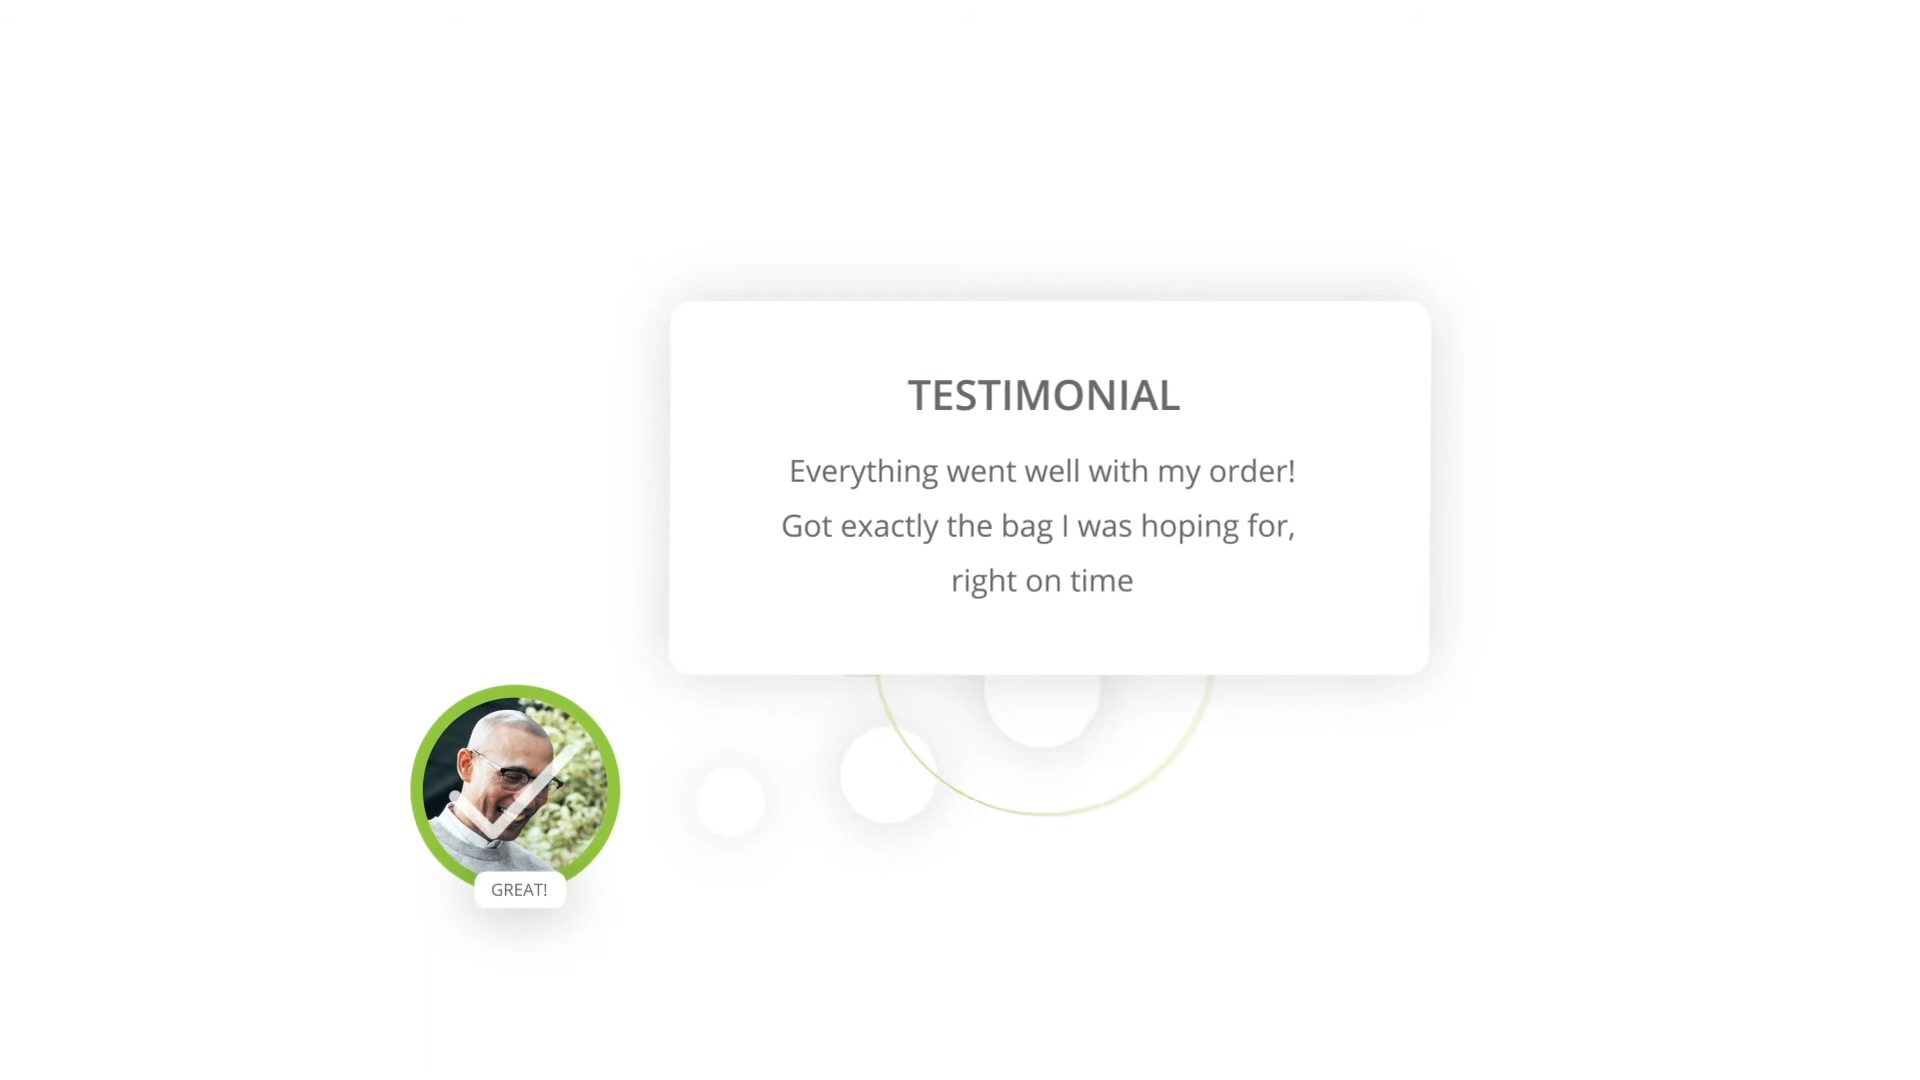 TESTIMONIAL
Everything went well with my order!
Got exactly the bag I was hoping for,
right on time
GREAT!